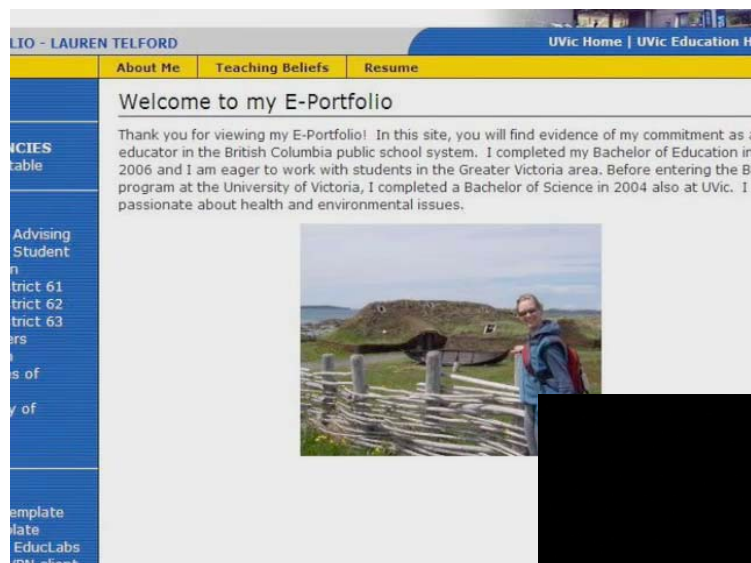 LIO - LAUREN TELFORD
UVic Home | UVic Education H
About Me Teaching Beliefs Resume
Welcome to my E-Portfolio
Thank you for viewing my E-Portfolio! In this site, you will find evidence of my commitment as a
educator in the British Columbia public school system. I completed my Bachelor of Education in
2006 and I am eager to work with students in the Greater Victoria area. Before entering the B
program at the University of Victoria, I completed a Bachelor of Science in 2004 also at UVic. I
passionate about health and environmental issues.
NCIES
table
Advising
Student
n
trict 61
trict 62
trict 63
ers
s of
y of
emplate
plate
EducLabs